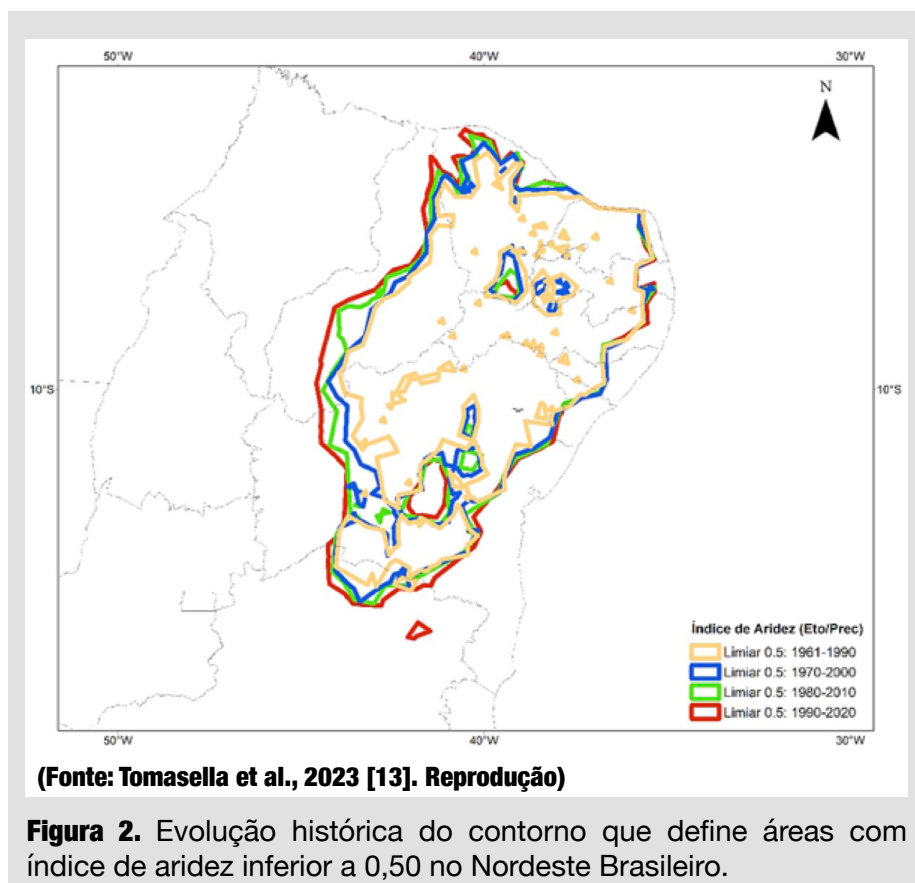 50°W 40°W 30°W
N
10°S 10°S
Índice de Aridez (Eto/Prec)
Limiar 0.5: 1961-1990
Limiar 0.5: 1970-2000
Limiar 0.5: 1980-2010
Limiar 0.5: 1990-2020
50°W 40°W 30°W
(Fonte: Tomasella et al., 2023 [13]. Reprodução)
Figura 2. Evolução histórica do contorno que define áreas com
índice de aridez inferior a 0,50 no Nordeste Brasileiro.